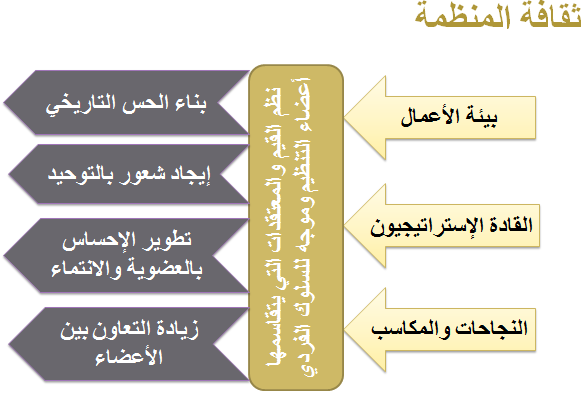 ثقافة المنظمة
بيئة الأعمال
القادة الإستراتيجيون
النجاحات والمكاسب
نظم القيم والمعتقدات التي يتقاسمها
أعضاء التنظيم وموجه للسلوك الفردي
بناء الحس التاريخي
إيجاد شعور بالتوحيد
تطوير الإحساس
بالعضوية والانتماء
زيادة التعاون بين
الأعضاء